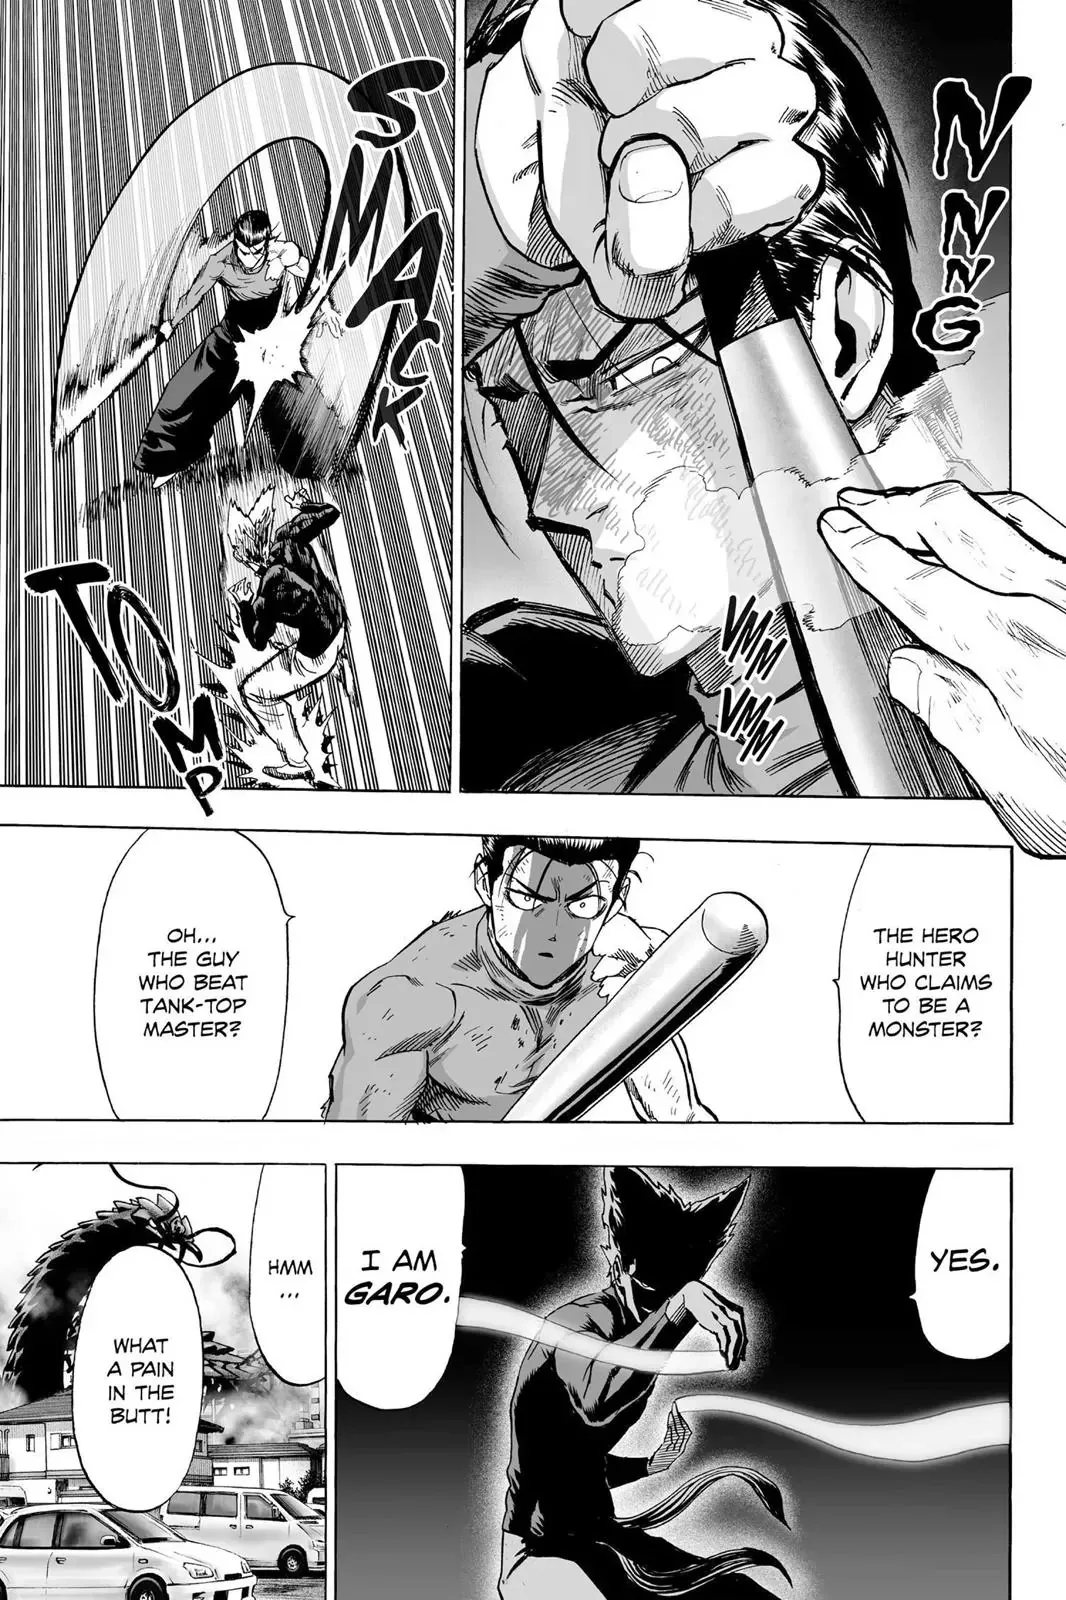 NNNNG
VMM
VMM
SMACK
TOMP
THE HERO
HUNTER
WHO CLAIMS
TO BE A
MONSTER?
OH...
THE GUY
WHO BEAT
TANK-TOP
MASTER?
YES.
I AM
GARO.
HMM
...
WHAT
A PAIN
IN THE
BUTT!